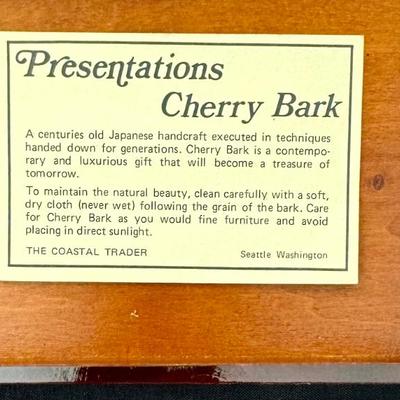 Presentations
Cherry Bark
A centuries old Japanese handcraft executed in techniques
handed down for generations. Cherry Bark is a contempo-
rary and luxurious gift that will become a treasure of
tomorrow.
To maintain the natural beauty, clean carefully with a soft,
dry cloth (never wet) following the grain of the bark. Care
for Cherry Bark as you would fine furniture and avoid
placing in direct sunlight.
THE COASTAL TRADER Seattle Washington